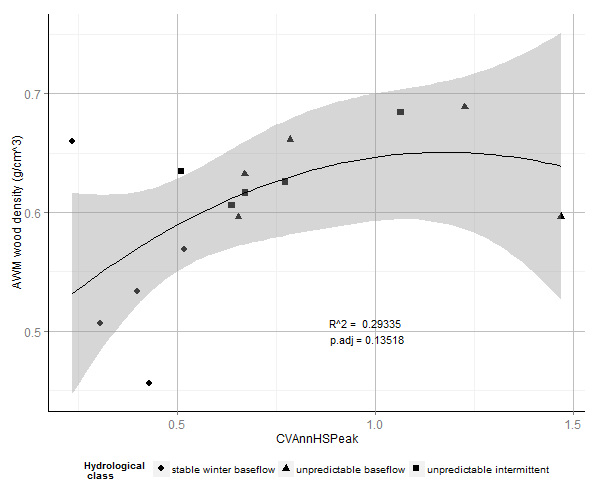 0.7
0.6
0.5
AWM wood density (g/cm^3)
R^2 = 0.29335
p.adj = 0.13518
0.5
1.0
1.5
CVAnnHSPeak
Hydrological
class
stable winter baseflow
unpredictable baseflow
unpredictable intermittent